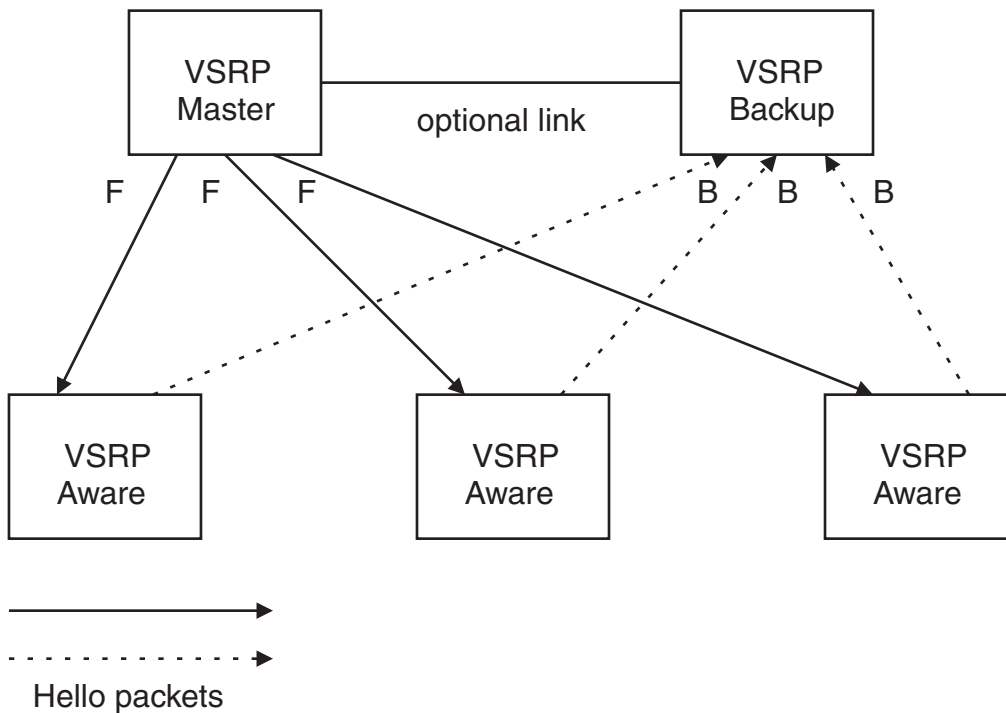 VSRP
Master
VSRP
Backup
optional link
F
F
F
B
B
B
VSRP
Aware
VSRP
Aware
VSRP
Aware
Hello packets